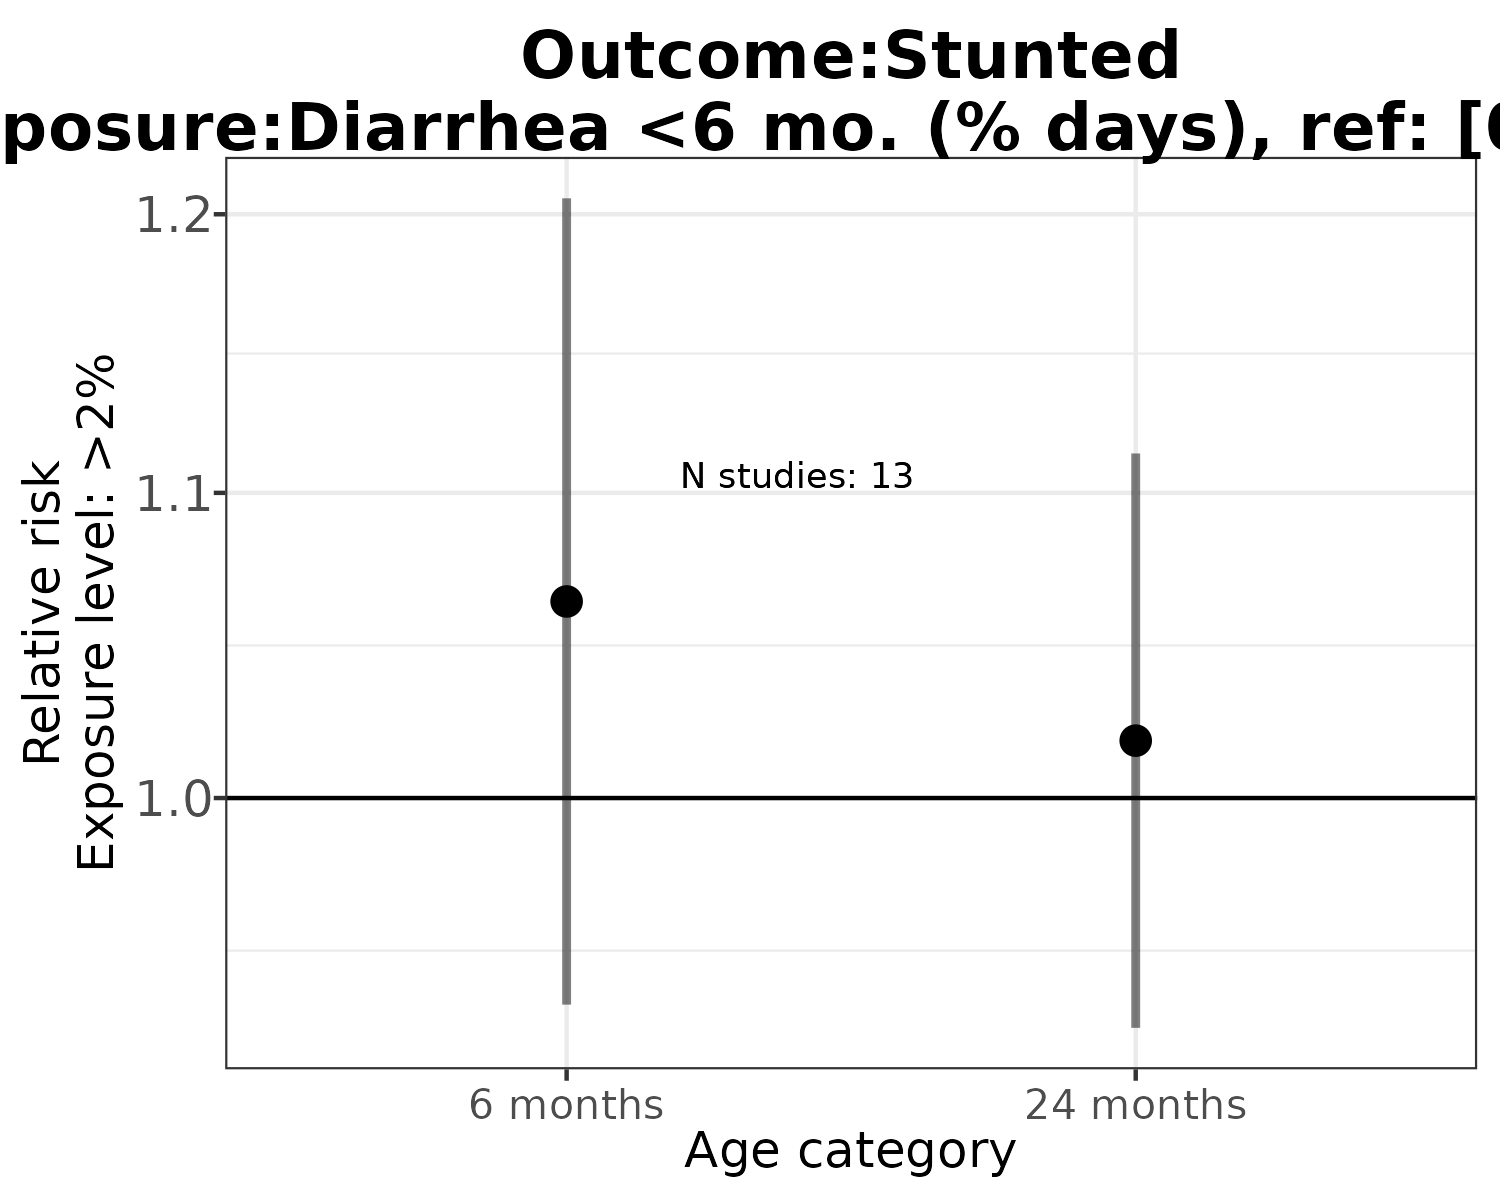 Outcome:Stunted
posure:Diarrhea <6 mo. (% days), ref: [0
1.2
1.1
1.0
Relative risk
Exposure level: >2%
N studies: 13
6 months
24 months
Age category